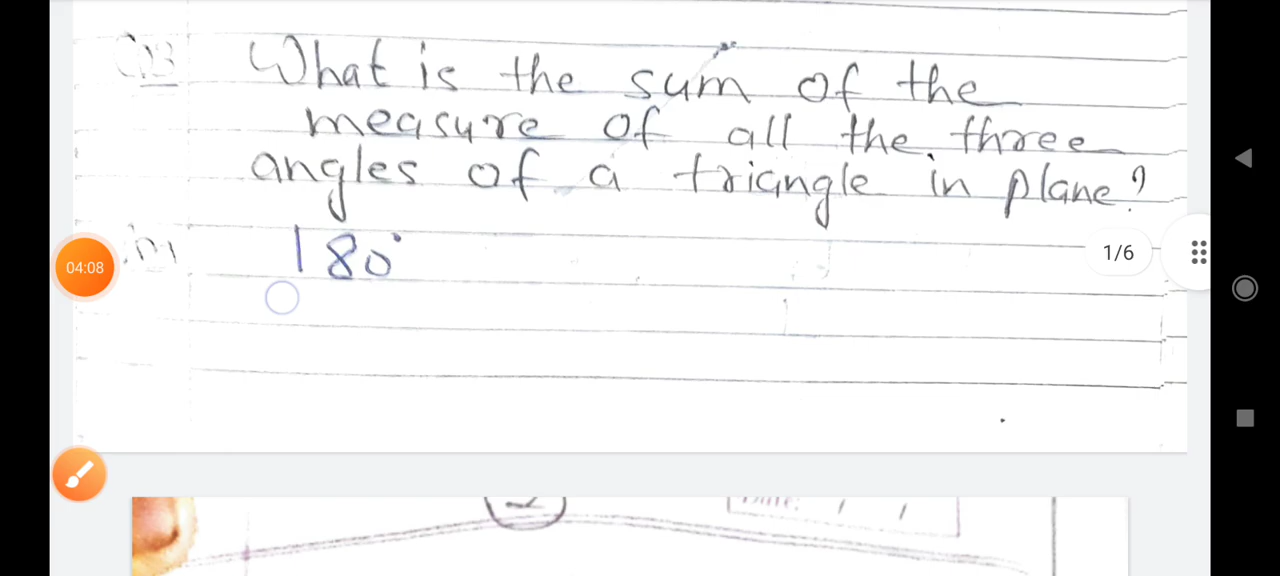 Q3 What is the sum of the
measure of all the three
angles of a triangle in plane?
180°
04:08
1/6
Date: / /